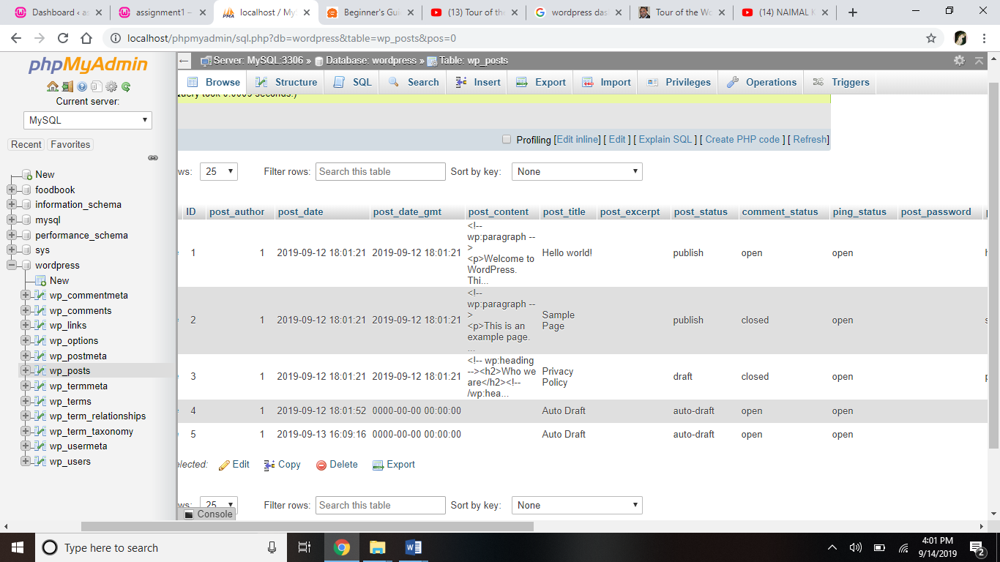 Dashboard ‹ as
assignment1 –
localhost / My
Beginner's Gui
(13) Tour of the
wordpress das
Tour of the Wo
(14) NAIMAL K
localhost/phpmyadmin/sql.php?db=wordpress&table=wp_posts&pos=0
phpMyAdmin
Current server:
MySQL
Recent Favorites
New
foodbook
information_schema
mysql
performance_schema
sys
wordpress
New
wp_commentmeta
wp_comments
wp_links
wp_options
wp_postmeta
wp_posts
wp_termmeta
wp_terms
wp_term_relationships
wp_term_taxonomy
wp_usermeta
wp_users
Server: MySQL:3306 » Database: wordpress » Table: wp_posts
Browse Structure SQL Search Insert Export Import Privileges Operations Triggers
Query took 0.0009 seconds.)
Profiling [Edit inline] [ Edit ] [ Explain SQL ] [ Create PHP code ] [ Refresh]
ws: 25 Filter rows: Search this table Sort by key: None
ID post_author post_date post_date_gmt post_content post_title post_excerpt post_status comment_status ping_status post_password
<!--
wp:paragraph --
>
1 1 2019-09-12 18:01:21 2019-09-12 18:01:21 <p>Welcome to Hello world! publish open open
WordPress.
Thi...
<!--
wp:paragraph --
>
2 1 2019-09-12 18:01:21 2019-09-12 18:01:21 <p>This is an Sample Page publish closed open
example page.
...
<!-- wp:heading
3 1 2019-09-12 18:01:21 2019-09-12 18:01:21 --><h2>Who we Privacy Policy draft closed open
are</h2><!--
/wp:hea...
4 1 2019-09-12 18:01:52 0000-00-00 00:00:00 Auto Draft auto-draft open open
5 1 2019-09-13 16:09:16 0000-00-00 00:00:00 Auto Draft auto-draft open open
elected: Edit Copy Delete Export
ws: 25 Filter rows: Search this table Sort by key: None
Console
Type here to search
4:01 PM
9/14/2019
2